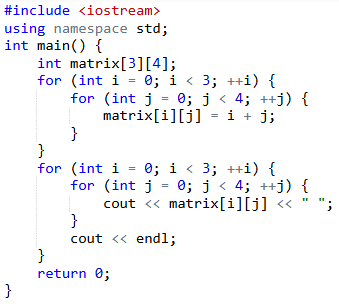 #include <iostream>
using namespace std;
int main() {
    int matrix[3][4];
    for (int i = 0; i < 3; ++i) {
        for (int j = 0; j < 4; ++j) {
            matrix[i][j] = i + j;
        }
    }
    for (int i = 0; i < 3; ++i) {
        for (int j = 0; j < 4; ++j) {
            cout << matrix[i][j] << " ";
        }
        cout << endl;
    }
    return 0;
}